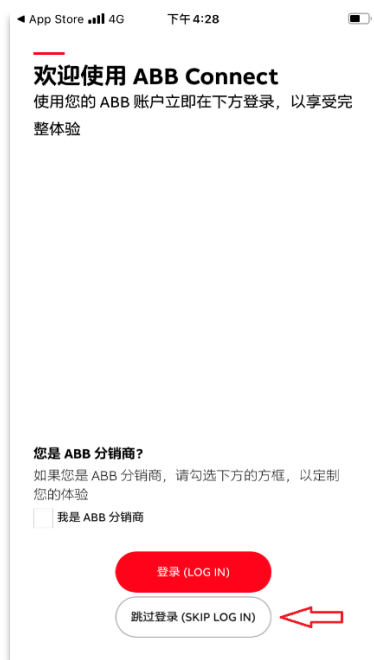 App Store 4G 下午4:28
欢迎使用 ABB Connect
使用您的 ABB 账户立即在下方登录，以享受完
整体验
您是 ABB 分销商?
如果您是 ABB 分销商，请勾选下方的方框，以定制
您的体验
我是 ABB 分销商
登录 (LOG IN)
跳过登录 (SKIP LOG IN)